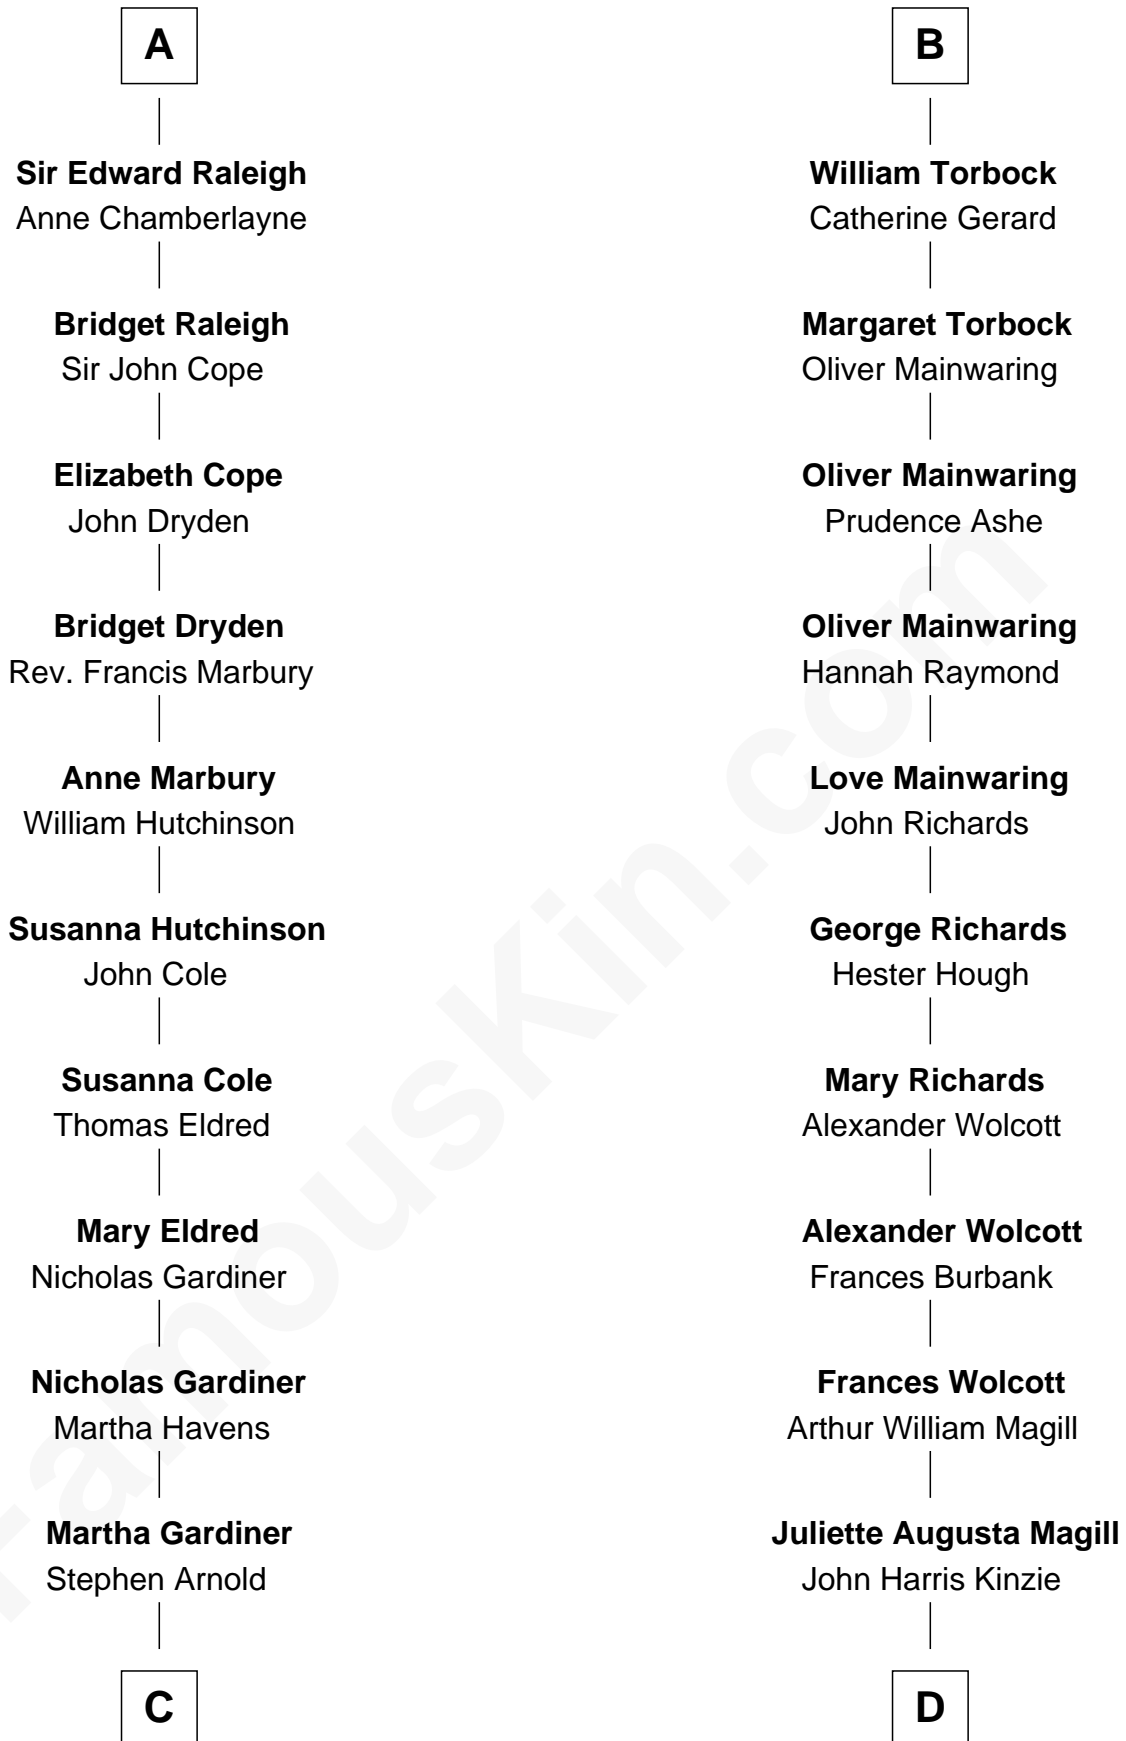 A
Sir Edward Raleigh
Anne Chamberlayne
Bridget Raleigh
Sir John Cope
Elizabeth Cope
John Dryden
Bridget Dryden
Rev. Francis Marbury
Anne Marbury
William Hutchinson
Susanna Hutchinson
John Cole
Susanna Cole
Thomas Eldred
Mary Eldred
Nicholas Gardiner
Nicholas Gardiner
Martha Havens
Martha Gardiner
Stephen Arnold
C
B
William Torbock
Catherine Gerard
Margaret Torbock
Oliver Mainwaring
Oliver Mainwaring
Prudence Ashe
Oliver Mainwaring
Hannah Raymond
Love Mainwaring
John Richards
George Richards
Hester Hough
Mary Richards
Alexander Wolcott
Alexander Wolcott
Frances Burbank
Frances Wolcott
Arthur William Magill
Juliette Augusta Magill
John Harris Kinzie
D
FamousKin.com